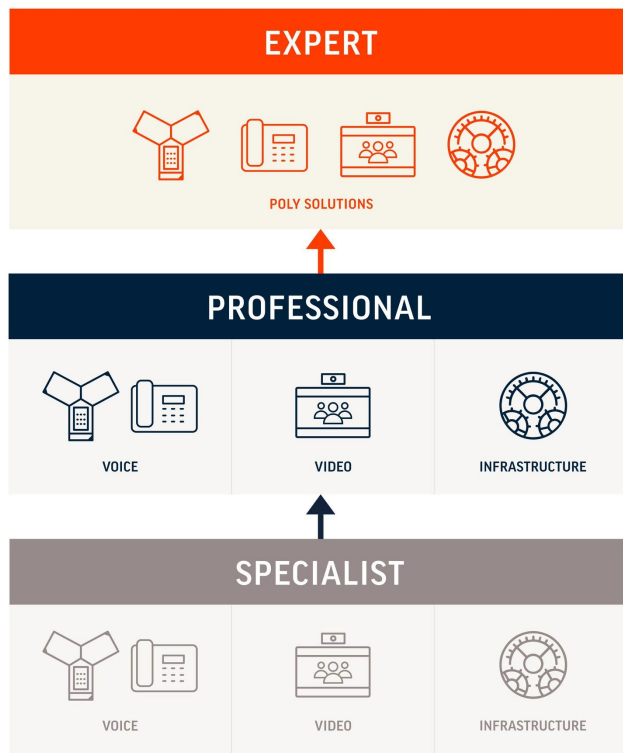 EXPERT
POLY SOLUTIONS
PROFESSIONAL
VOICE VIDEO INFRASTRUCTURE
SPECIALIST
VOICE VIDEO INFRASTRUCTURE